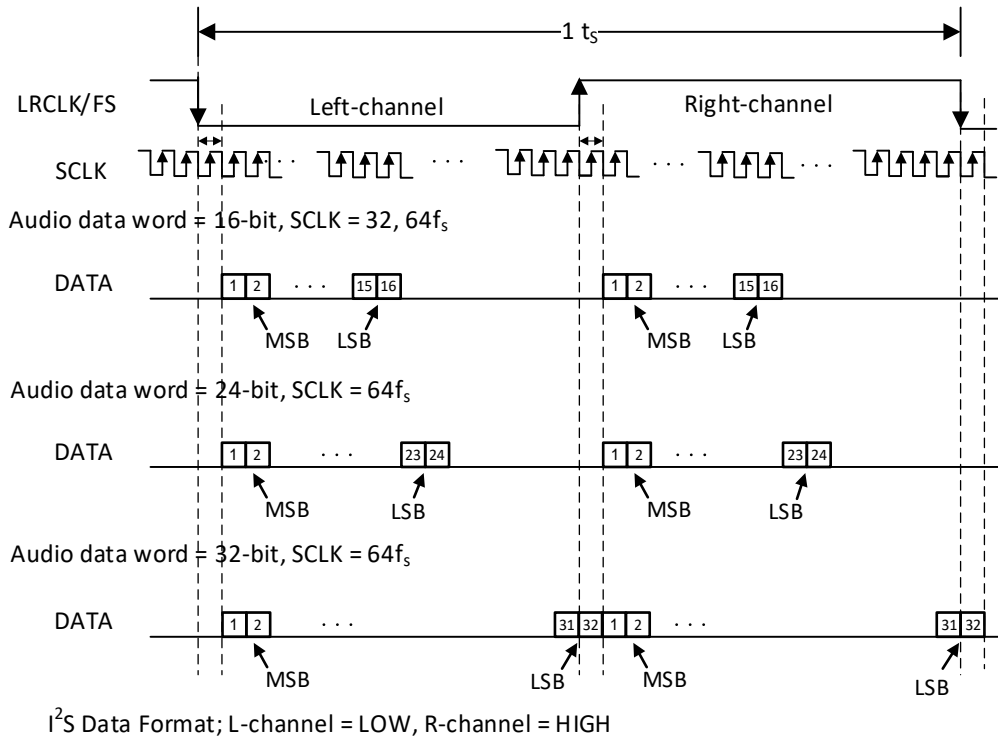 1 tS
LRCLK/FS Left-channel Right-channel
SCLK . . . . . . . . . . . .
Audio data word = 16-bit, SCLK = 32, 64fs
DATA 1 2 . . . 15 16 1 2 . . . 15 16
MSB LSB MSB LSB
Audio data word = 24-bit, SCLK = 64fs
DATA 1 2 . . . 23 24 1 2 . . . 23 24
MSB LSB MSB LSB
Audio data word = 32-bit, SCLK = 64fs
DATA 1 2 . . . 31 32 1 2 . . . 31 32
MSB LSB MSB LSB
I²S Data Format; L-channel = LOW, R-channel = HIGH